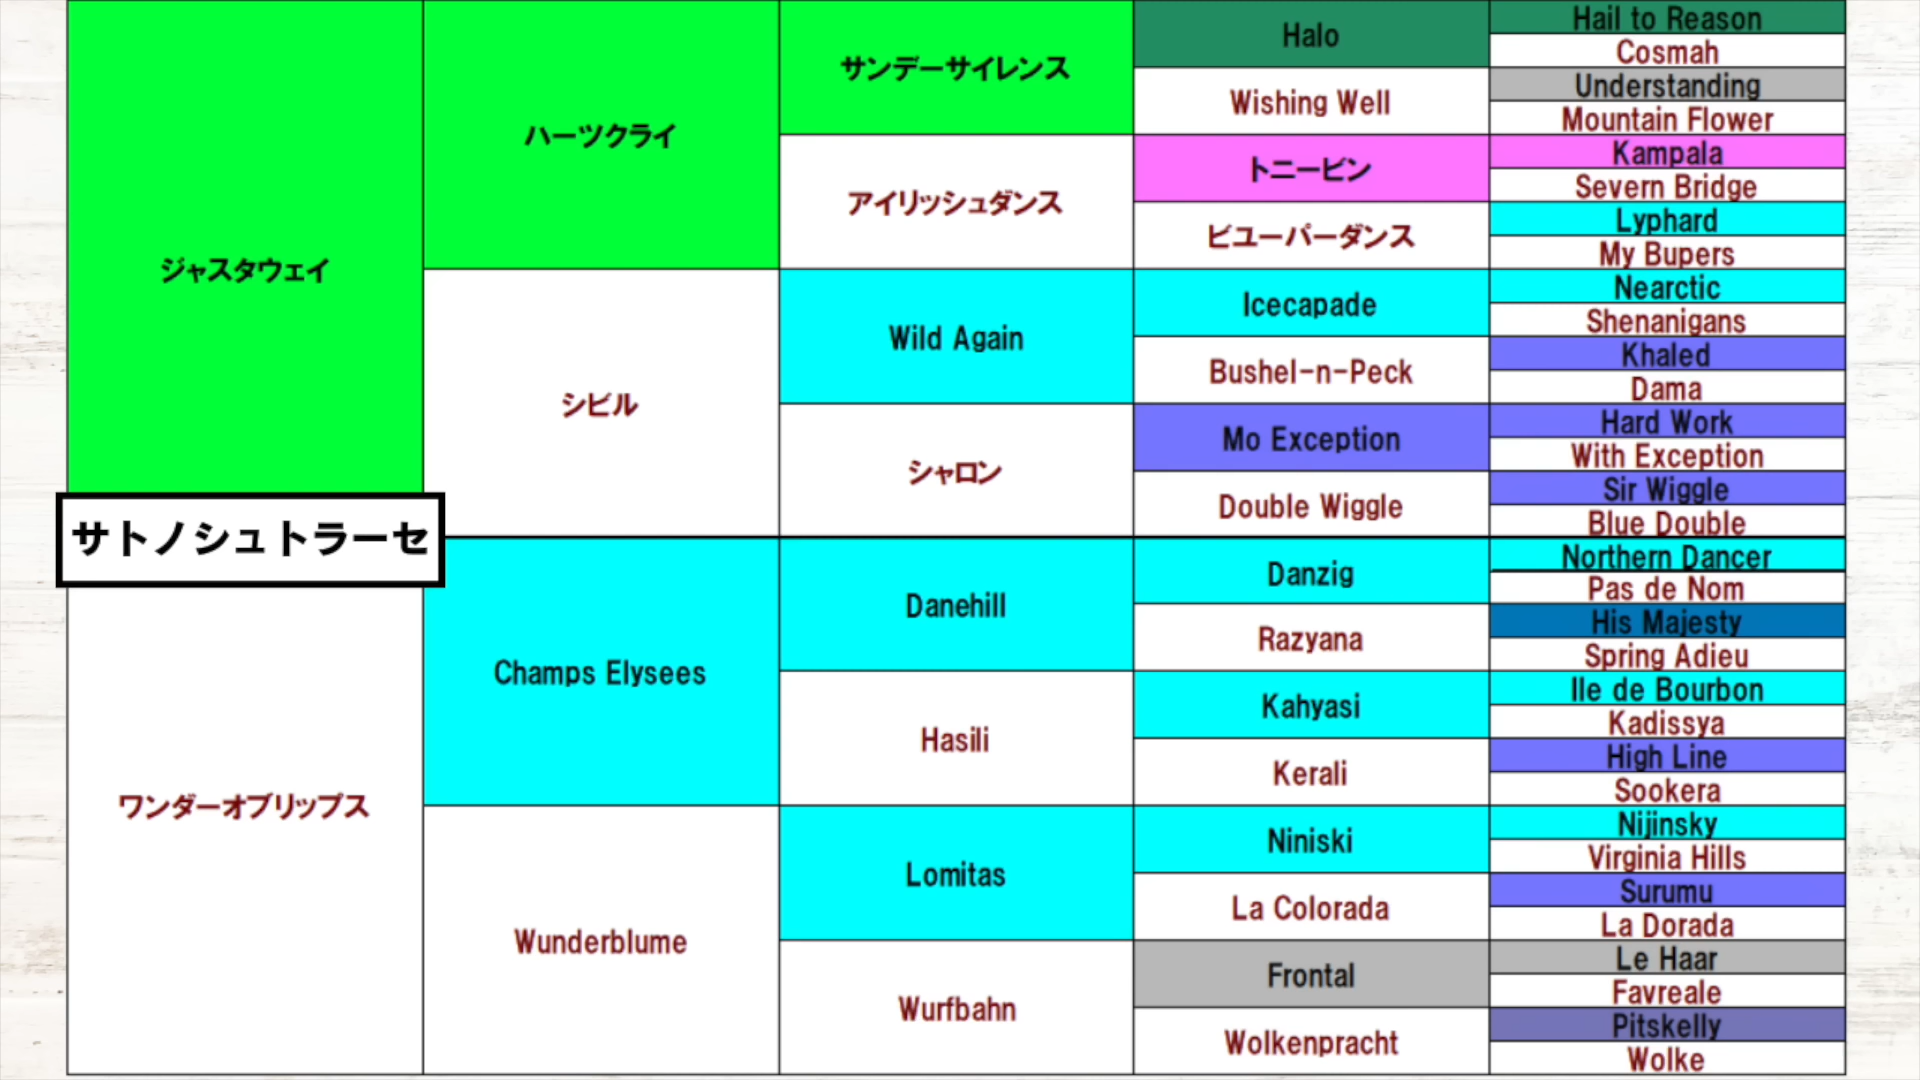 ジャスタウェイ
ハーツクライ
サンデーサイレンス
Halo
Hail to Reason
Cosmah
Wishing Well
Understanding
Mountain Flower
アイリッシュダンス
トニービン
Kampala
Severn Bridge
ビューパーダンス
Lyphard
My Bupers
シビル
Wild Again
Icecapade
Nearctic
Shenanigans
Bushel-n-Peck
Khaled
Dama
シャロン
Mo Exception
Hard Work
With Exception
Double Wiggle
Sir Wiggle
Blue Double
サトノシュトラーセ
ワンダーオブリップス
Champs Elysees
Danehill
Danzig
Northern Dancer
Pas de Nom
Razyana
His Majesty
Spring Adieu
Hasili
Kahyasi
Ile de Bourbon
Kadissya
Kerali
High Line
Sookera
Wunderblume
Lomitas
Niniski
Nijinsky
Virginia Hills
La Colorada
Surumu
La Dorada
Wurfbahn
Frontal
Le Haar
Favreale
Wolkenpracht
Pitskelly
Wolke